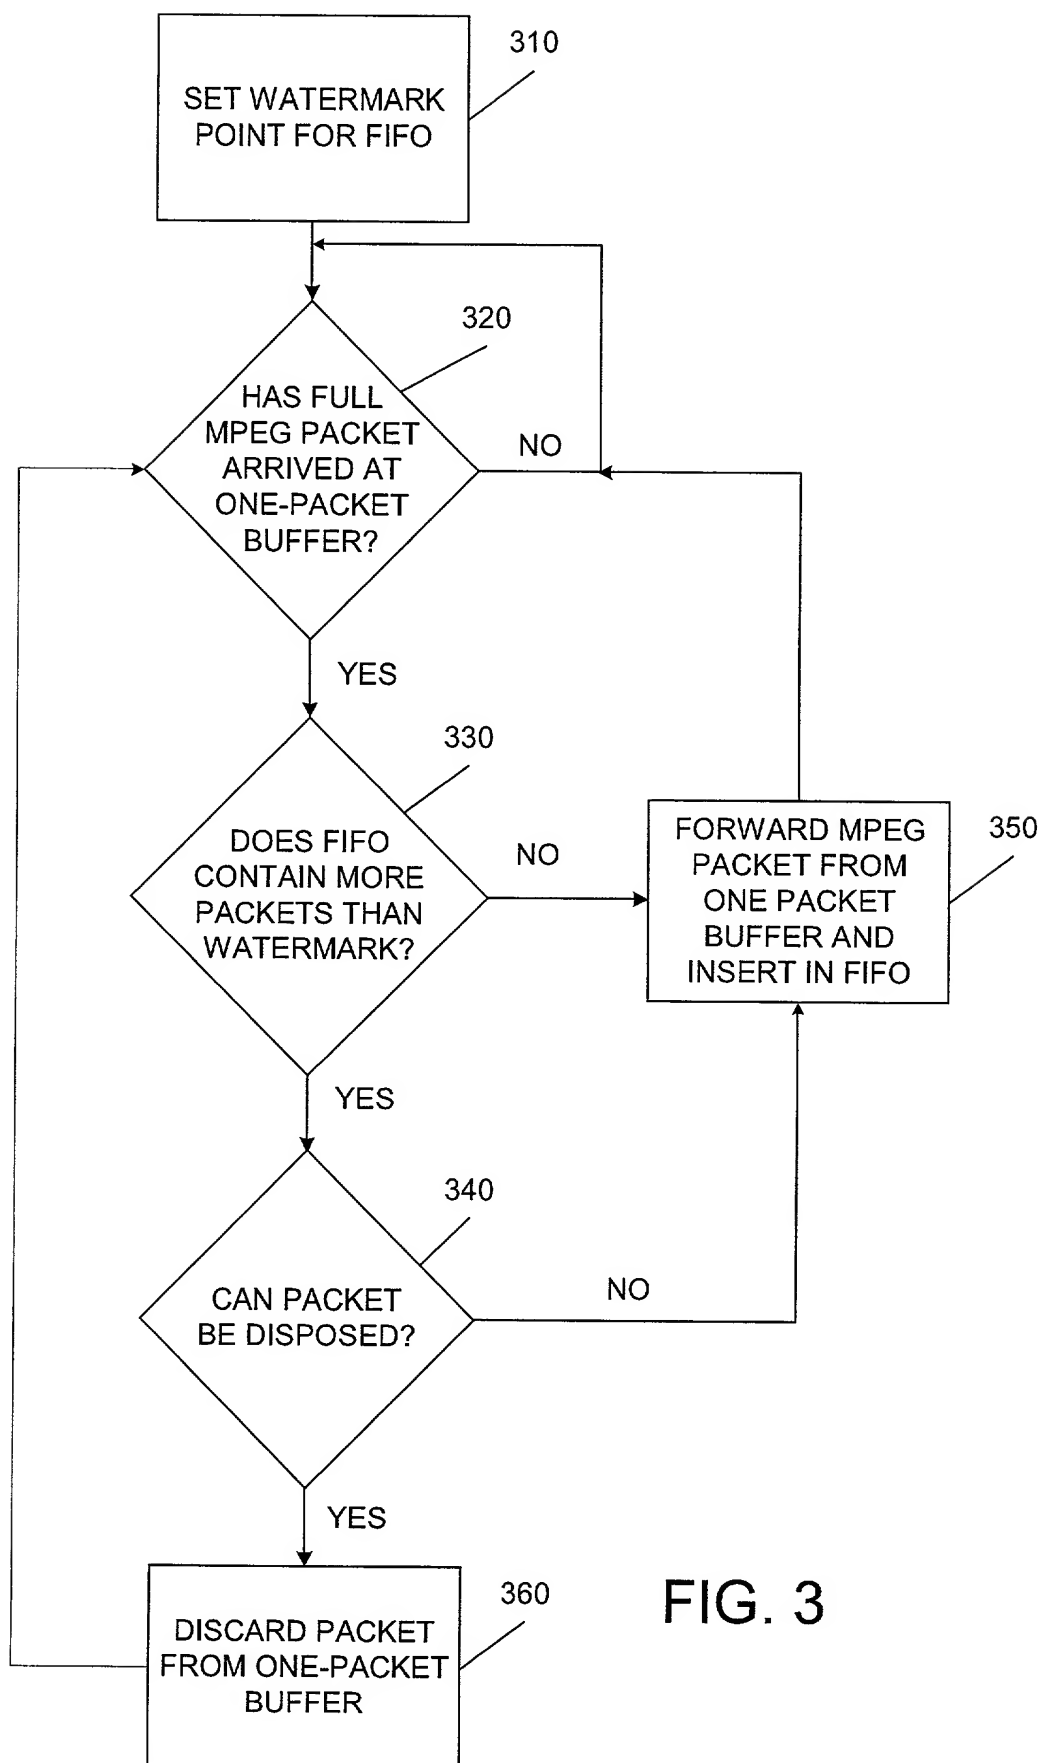 310
SET WATERMARK
POINT FOR FIFO
320
HAS FULL
MPEG PACKET
ARRIVED AT
ONE-PACKET
BUFFER?
NO
YES
330
DOES FIFO
CONTAIN MORE
PACKETS THAN
WATERMARK?
NO
350
FORWARD MPEG
PACKET FROM
ONE PACKET
BUFFER AND
INSERT IN FIFO
YES
340
CAN PACKET
BE DISPOSED?
NO
YES
360
DISCARD PACKET
FROM ONE-PACKET
BUFFER
FIG. 3